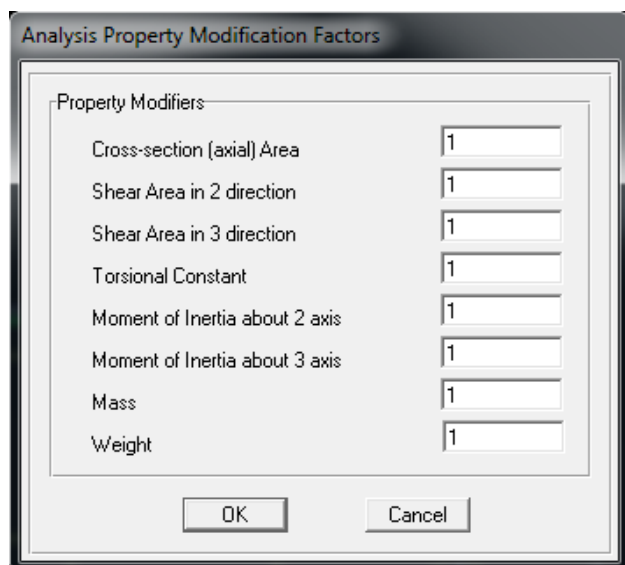 Analysis Property Modification Factors
Property Modifiers
Cross-section (axial) Area 1
Shear Area in 2 direction 1
Shear Area in 3 direction 1
Torsional Constant 1
Moment of Inertia about 2 axis 1
Moment of Inertia about 3 axis 1
Mass 1
Weight 1
OK Cancel